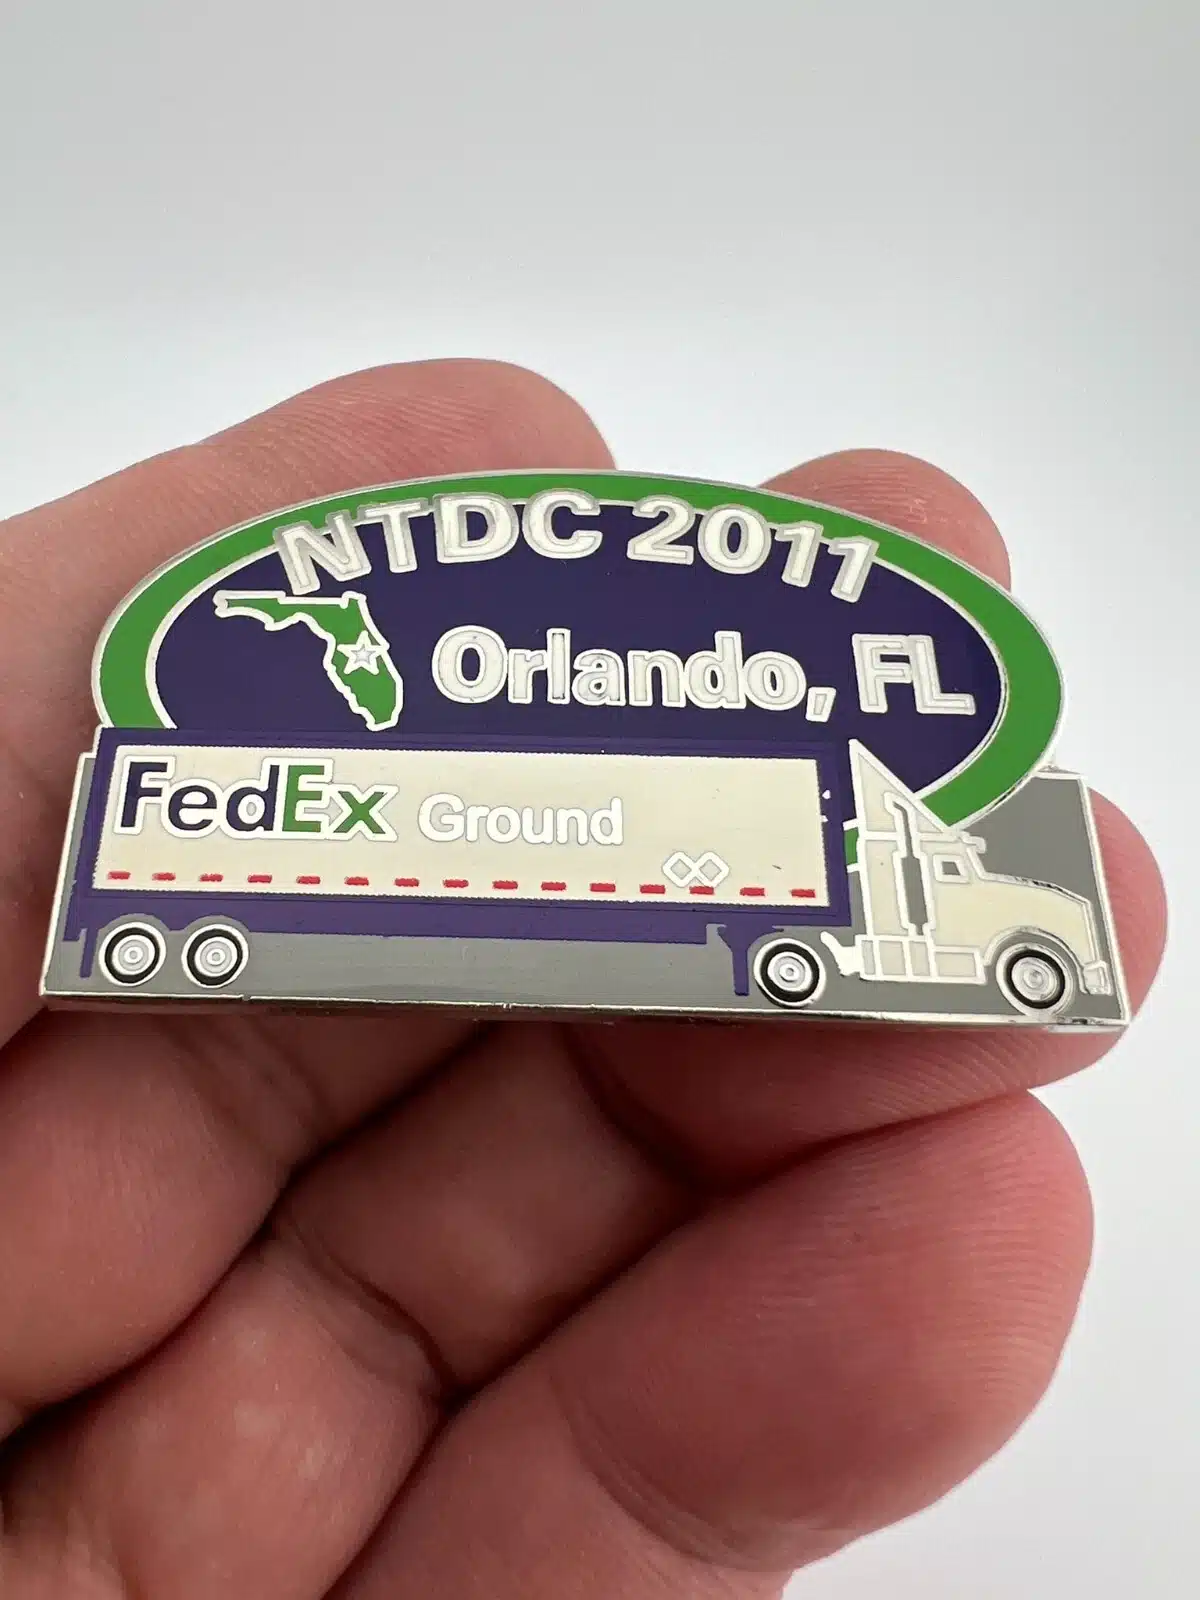 NTDC 2011
Orlando, FL
FedEx Ground